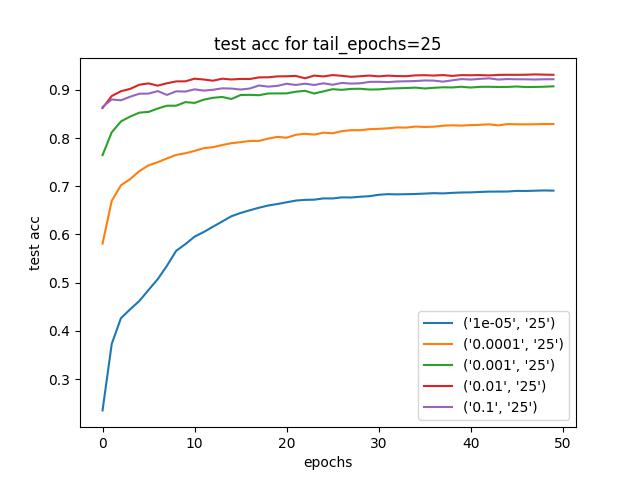 test acc for tail_epochs=25
test acc
0.9
0.8
0.7
0.6
0.5
0.4
0.3
('1e-05', '25')
('0.0001', '25')
('0.001', '25')
('0.01', '25')
('0.1', '25')
0 10 20 30 40 50
epochs